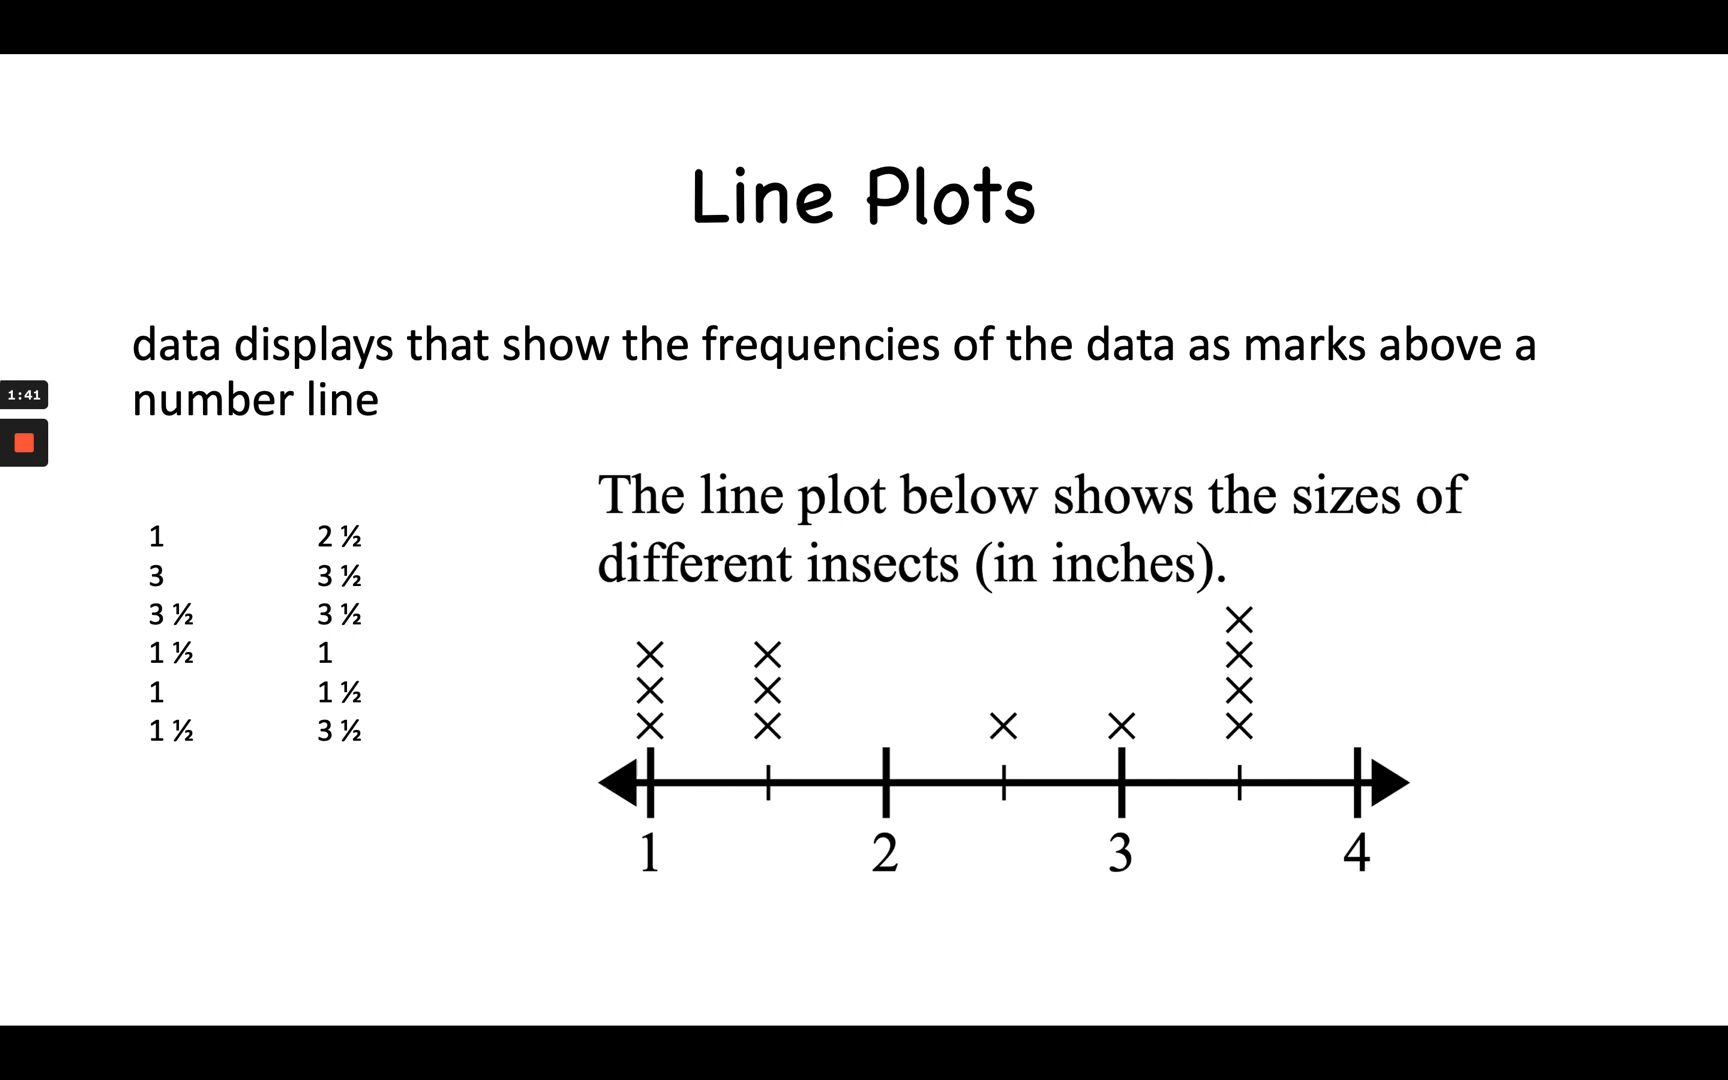 Line Plots
data displays that show the frequencies of the data as marks above a
number line
1:41
The line plot below shows the sizes of
different insects (in inches).
1 2 ½
3 3 ½
3 ½ 3 ½
1 ½ 1
1 1 ½
1 ½ 3 ½
1 2 3 4